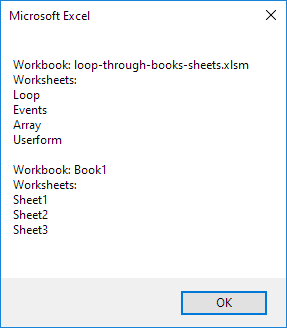 Microsoft Excel
Workbook: loop-through-books-sheets.xlsm
Worksheets:
Loop
Events
Array
Userform
Workbook: Book1
Worksheets:
Sheet1
Sheet2
Sheet3
OK